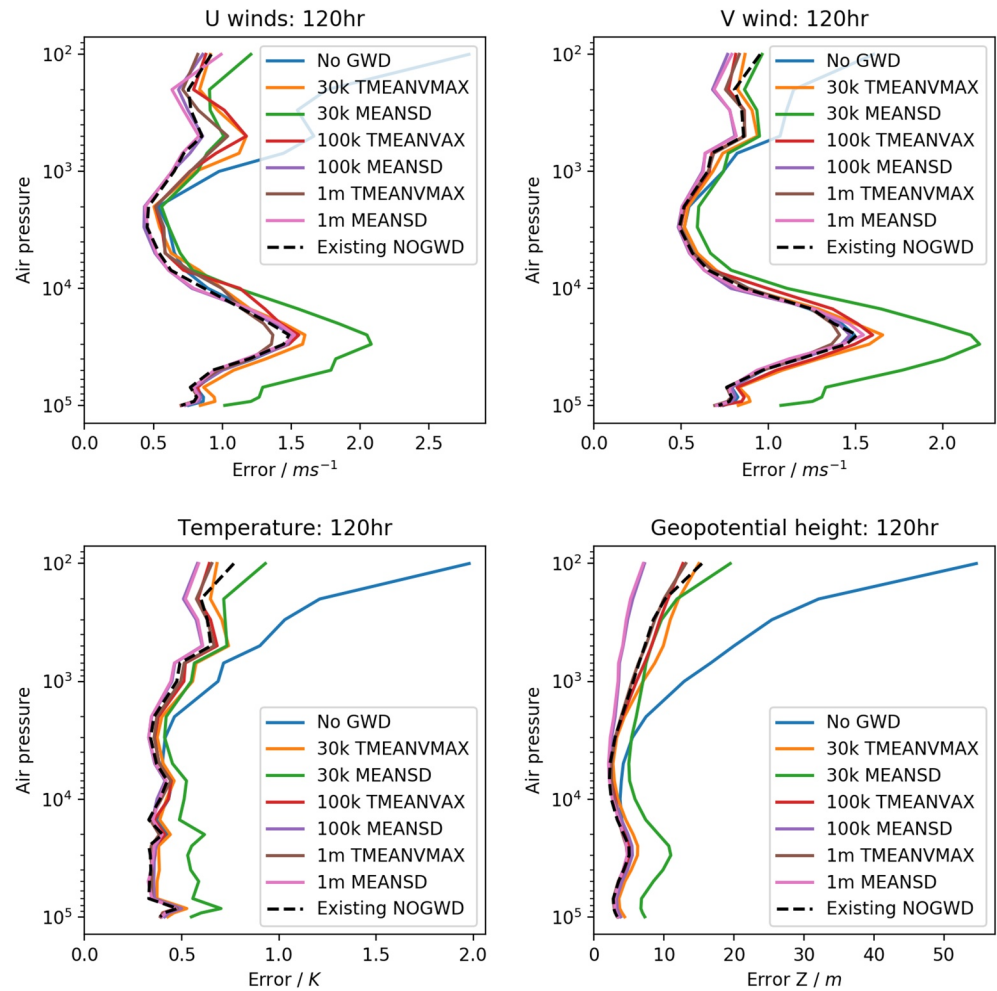 U winds: 120hr
Air pressure
10²
10³
10⁴
10⁵
No GWD
30k TMEANVMAX
30k MEANSD
100k TMEANVAX
100k MEANSD
1m TMEANVMAX
1m MEANSD
Existing NOGWD
0.0 0.5 1.0 1.5 2.0 2.5
Error / ms⁻¹
V wind: 120hr
Air pressure
10²
10³
10⁴
10⁵
No GWD
30k TMEANVMAX
30k MEANSD
100k TMEANVAX
100k MEANSD
1m TMEANVMAX
1m MEANSD
Existing NOGWD
0.0 0.5 1.0 1.5 2.0
Error / ms⁻¹
Temperature: 120hr
Air pressure
10²
10³
10⁴
10⁵
No GWD
30k TMEANVMAX
30k MEANSD
100k TMEANVAX
100k MEANSD
1m TMEANVMAX
1m MEANSD
Existing NOGWD
0.0 0.5 1.0 1.5 2.0
Error / K
Geopotential height: 120hr
Air pressure
10²
10³
10⁴
10⁵
No GWD
30k TMEANVMAX
30k MEANSD
100k TMEANVAX
100k MEANSD
1m TMEANVMAX
1m MEANSD
Existing NOGWD
0 10 20 30 40 50
Error Z / m